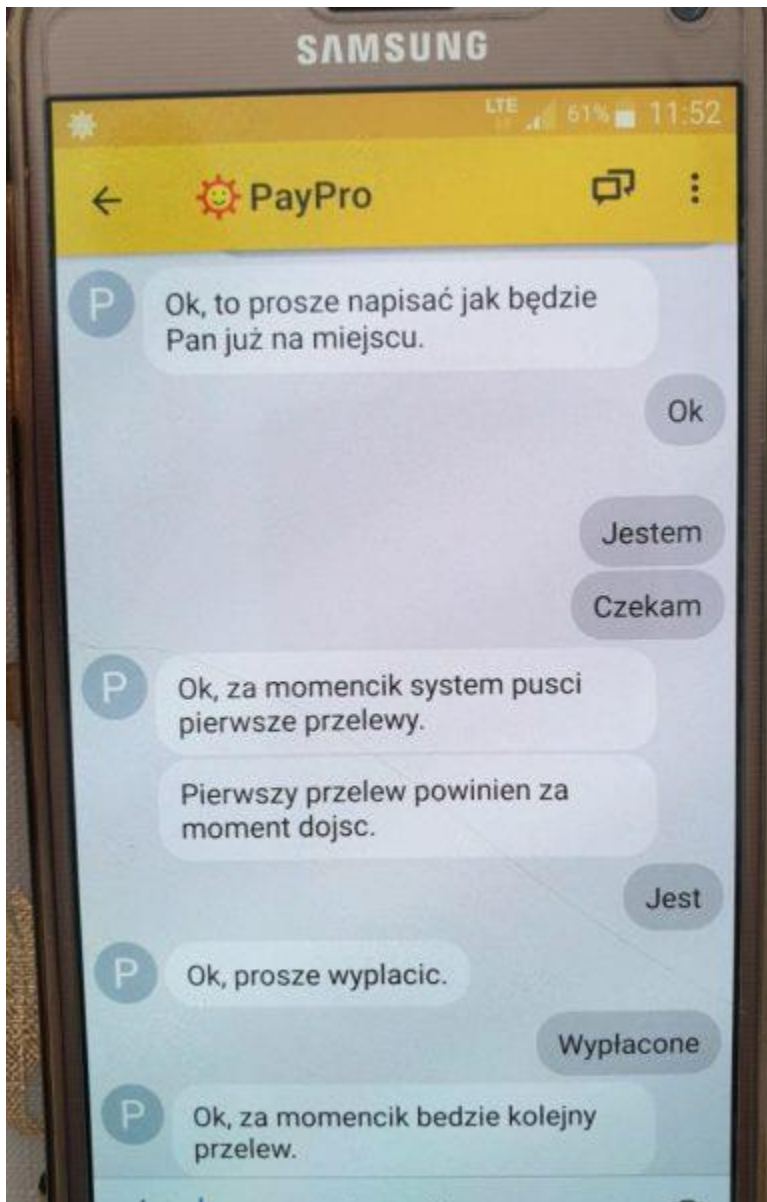 SAMSUNG
LTE 61% 11:52
PayPro
P
Ok, to prosze napisać jak będzie
Pan już na miejscu.
Ok
Jestem
Czekam
P
Ok, za momencik system pusci
pierwsze przelewy.
Pierwszy przelew powinien za
moment dojsc.
Jest
P
Ok, prosze wyplacic.
Wypłacone
P
Ok, za momencik bedzie kolejny
przelew.